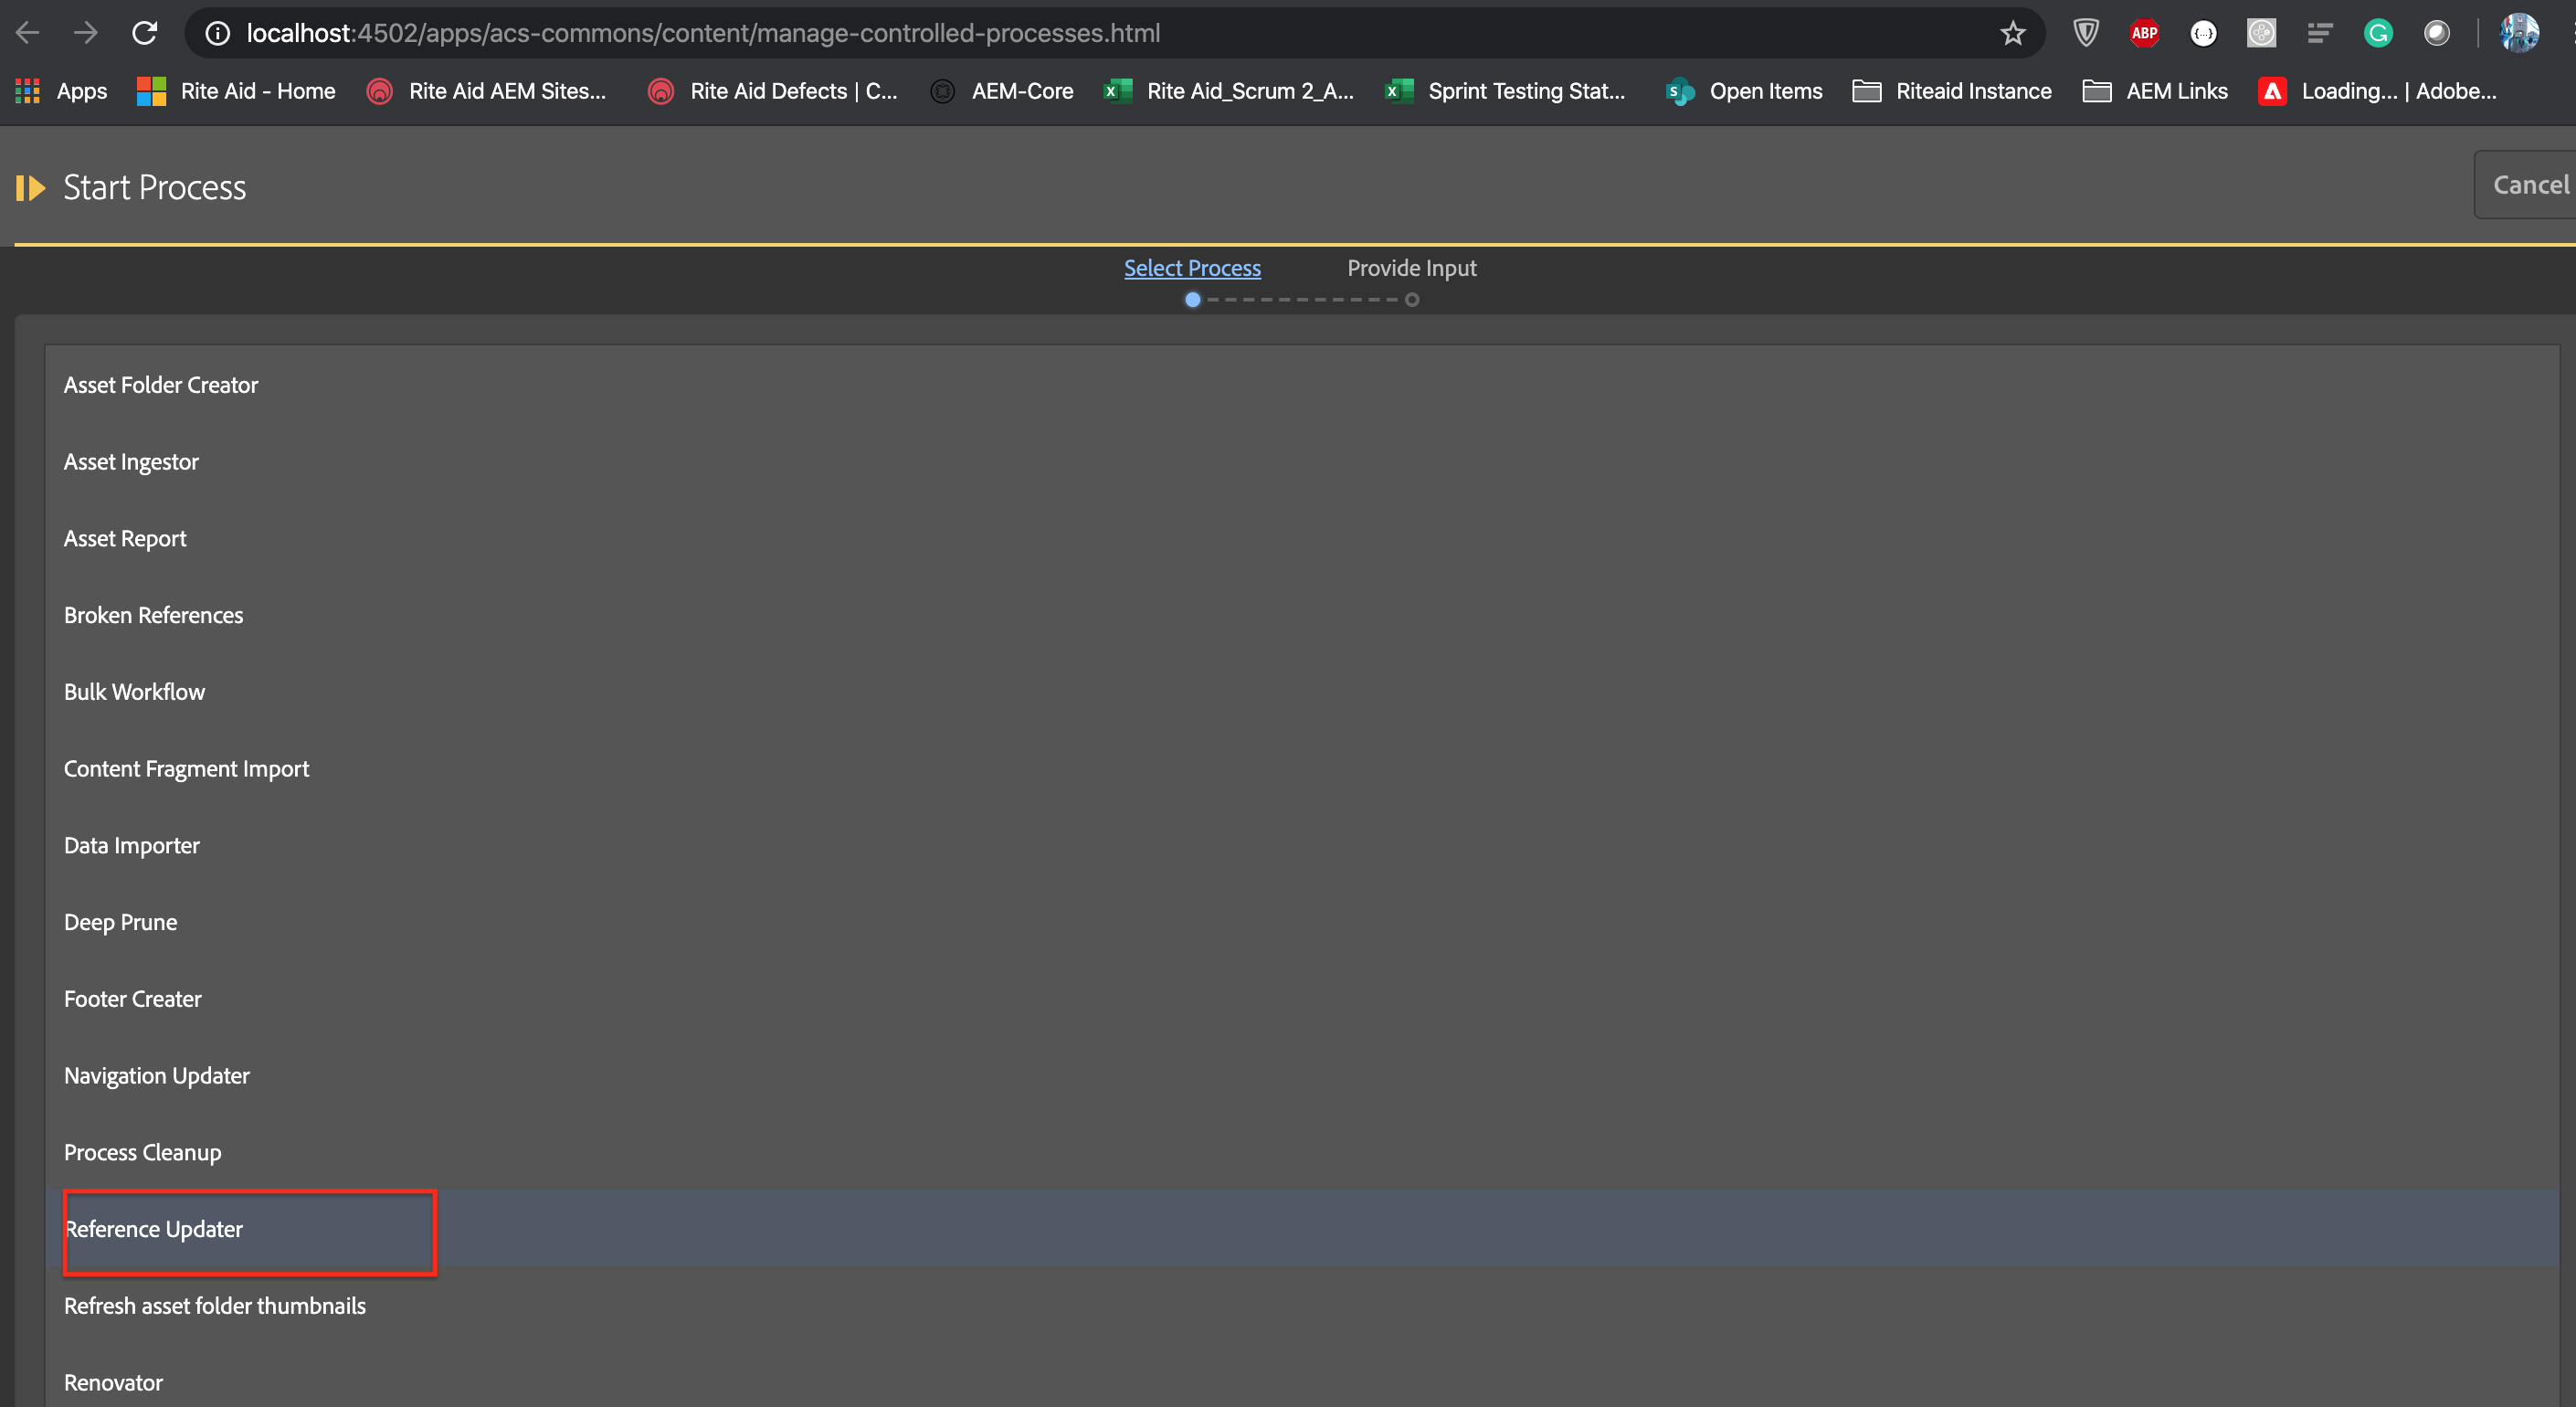 localhost:4502/apps/acs-commons/content/manage-controlled-processes.html
ABP
Apps
Rite Aid - Home
Rite Aid AEM Sites...
Rite Aid Defects | C...
AEM-Core
Rite Aid_Scrum 2_A...
Sprint Testing Stat...
Open Items
Riteaid Instance
AEM Links
Loading... | Adobe...
Start Process
Cancel
Select Process
Provide Input
Asset Folder Creator
Asset Ingestor
Asset Report
Broken References
Bulk Workflow
Content Fragment Import
Data Importer
Deep Prune
Footer Creater
Navigation Updater
Process Cleanup
Reference Updater
Refresh asset folder thumbnails
Renovator